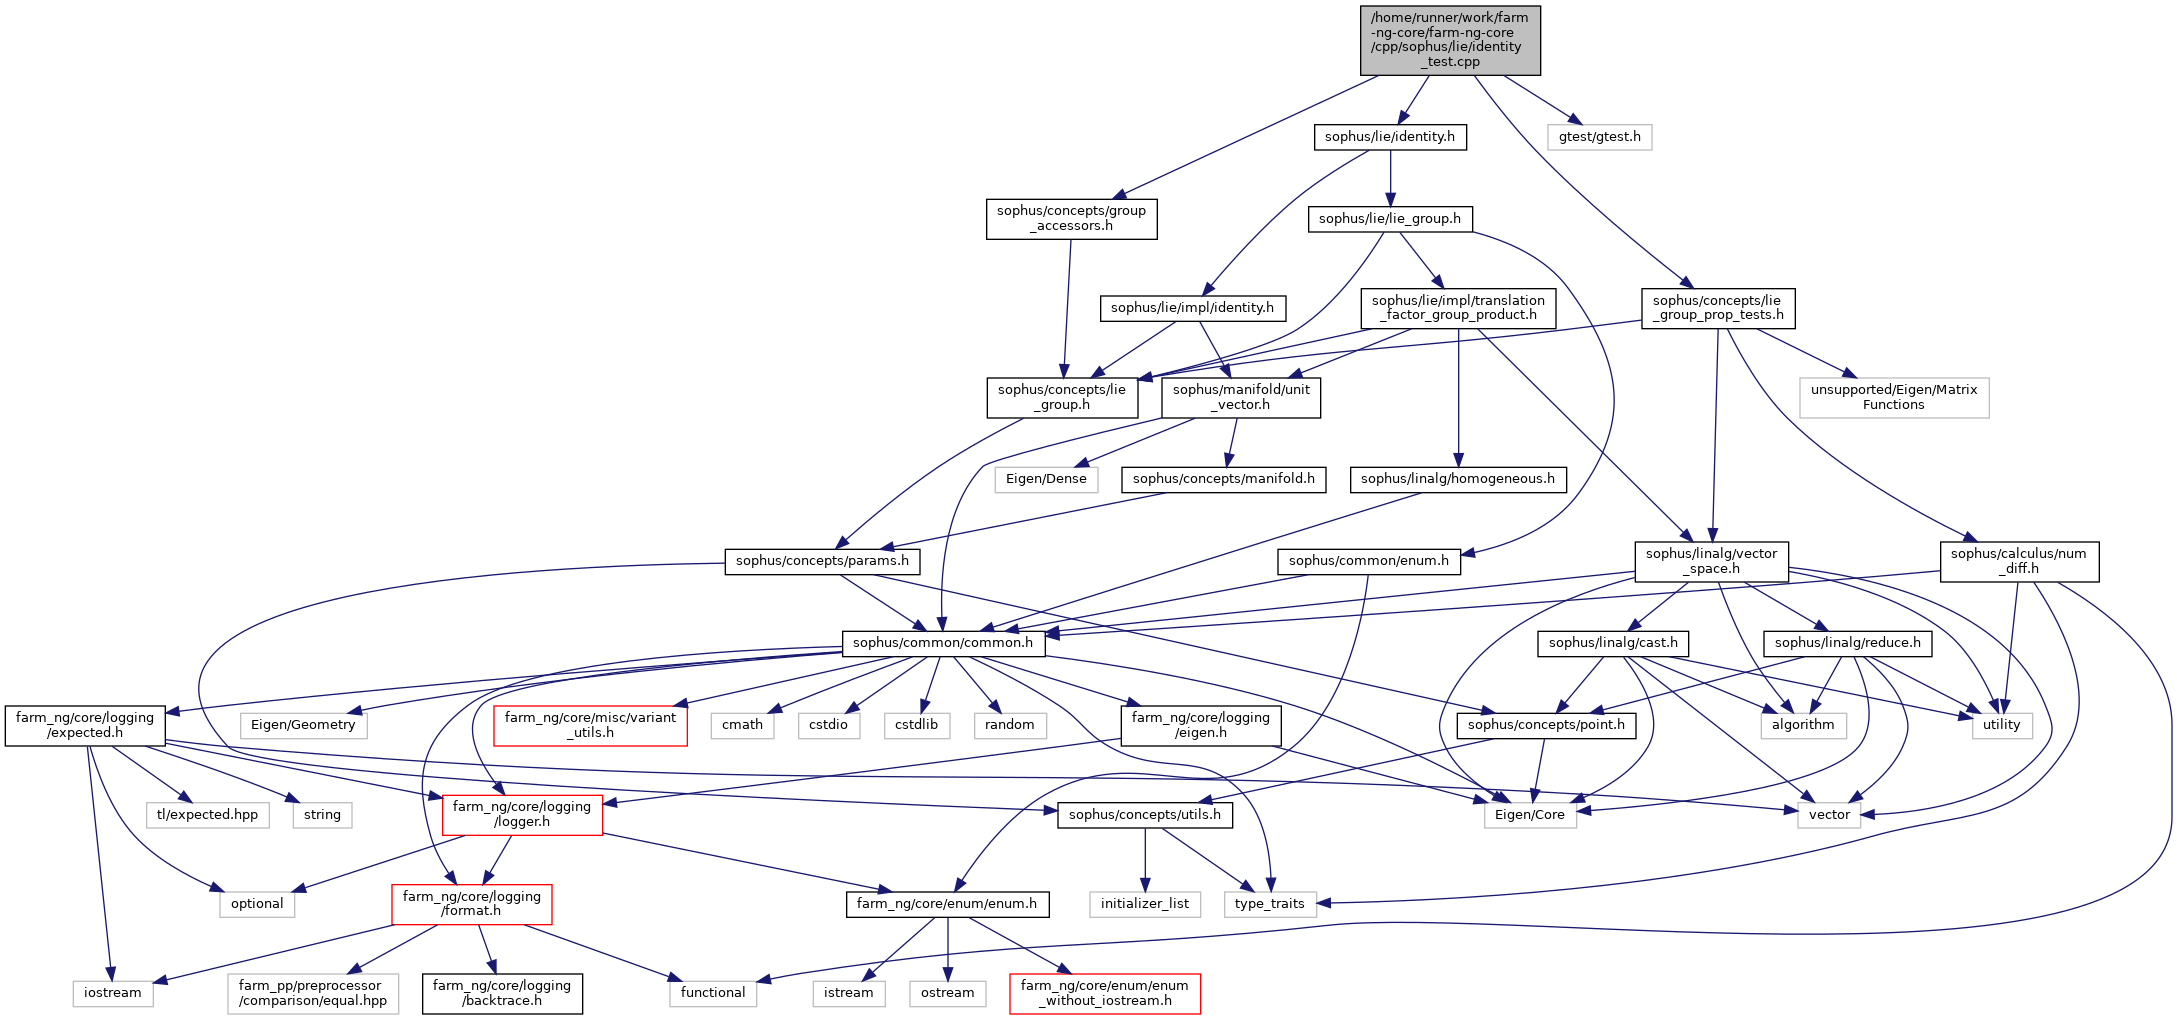 /home/runner/work/farm
-ng-core/farm-ng-core
/cpp/sophus/lie/identity
_test.cpp
sophus/lie/identity.h
gtest/gtest.h
sophus/concepts/group
_accessors.h
sophus/lie/lie_group.h
sophus/lie/impl/identity.h
sophus/lie/impl/translation
_factor_group_product.h
sophus/concepts/lie
_group_prop_tests.h
sophus/concepts/lie
_group.h
sophus/manifold/unit
_vector.h
unsupported/Eigen/Matrix
Functions
Eigen/Dense
sophus/concepts/manifold.h
sophus/linalg/homogeneous.h
sophus/concepts/params.h
sophus/common/enum.h
sophus/linalg/vector
_space.h
sophus/calculus/num
_diff.h
sophus/common/common.h
sophus/linalg/cast.h
sophus/linalg/reduce.h
farm_ng/core/logging
/expected.h
Eigen/Geometry
farm_ng/core/misc/variant
_utils.h
cmath
cstdio
cstdlib
random
farm_ng/core/logging
/eigen.h
sophus/concepts/point.h
algorithm
utility
tl/expected.hpp
string
farm_ng/core/logging
/logger.h
sophus/concepts/utils.h
Eigen/Core
vector
optional
farm_ng/core/logging
/format.h
farm_ng/core/enum/enum.h
initializer_list
type_traits
iostream
farm_pp/preprocessor
/comparison/equal.hpp
farm_ng/core/logging
/backtrace.h
functional
istream
ostream
farm_ng/core/enum/enum
_without_iostream.h